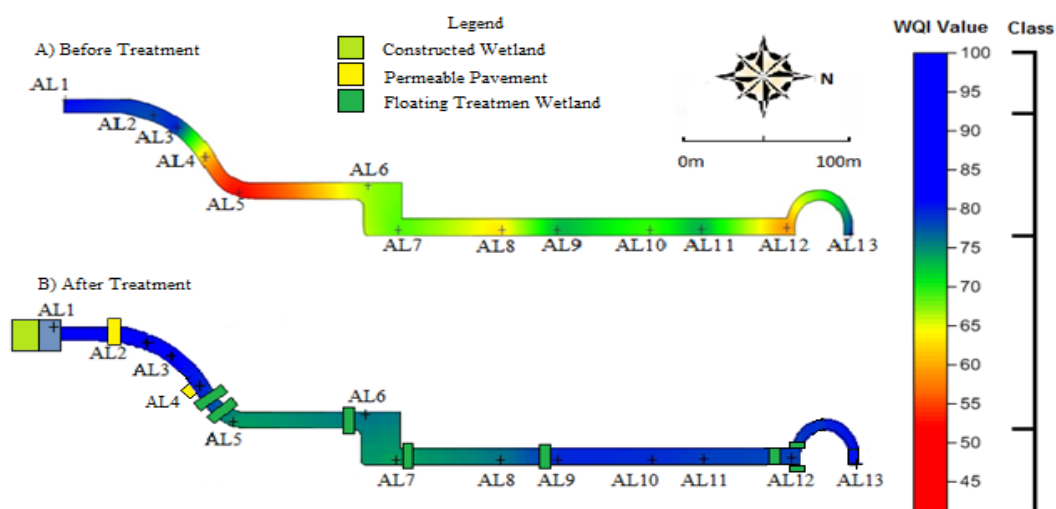 Legend
A) Before Treatment
Constructed Wetland
Permeable Pavement
Floating Treatmen Wetland
N
0m 100m
AL1
AL2
AL3
AL4
AL5
AL6
AL7
AL8
AL9
AL10
AL11
AL12
AL13
B) After Treatment
AL1
AL2
AL3
AL4
AL5
AL6
AL7
AL8
AL9
AL10
AL11
AL12
AL13
WQI Value Class
100
95
90
85
80
75
70
65
60
55
50
45